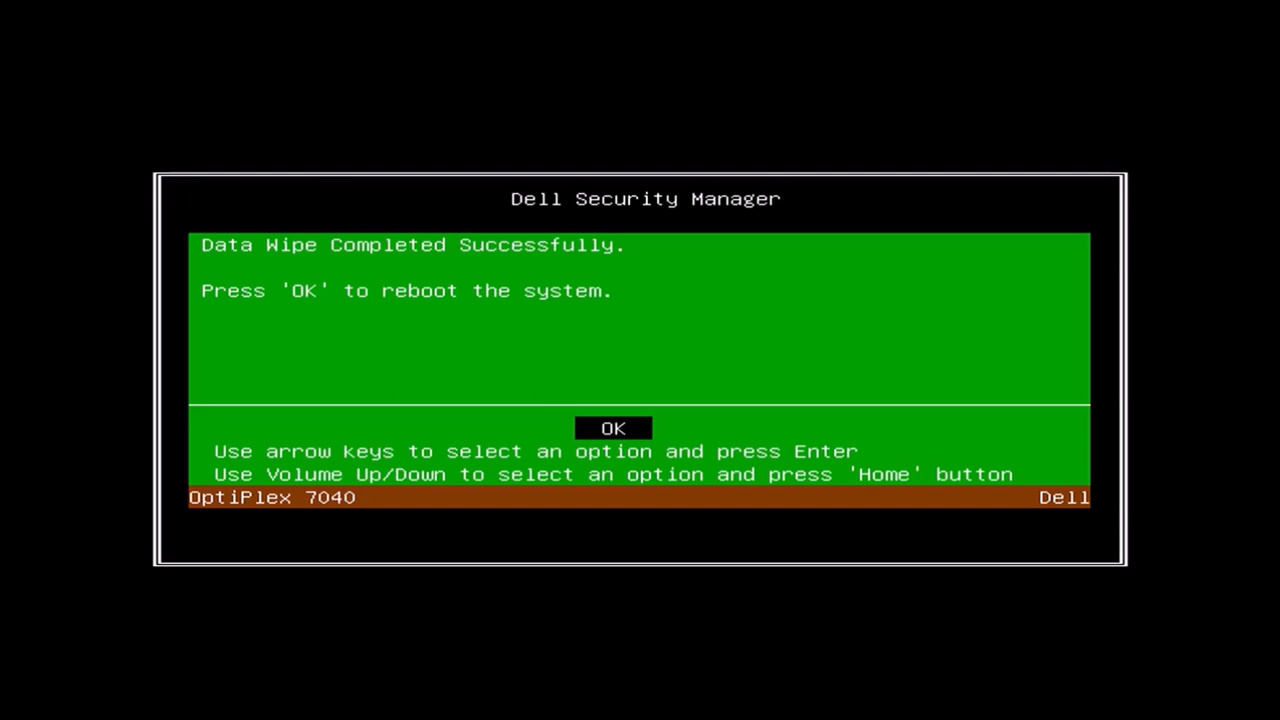 Dell Security Manager
Data Wipe Completed Successfully.
Press 'OK' to reboot the system.
OK
Use arrow keys to select an option and press Enter
Use Volume Up/Down to select an option and press 'Home' button
OptiPlex 7040 Dell